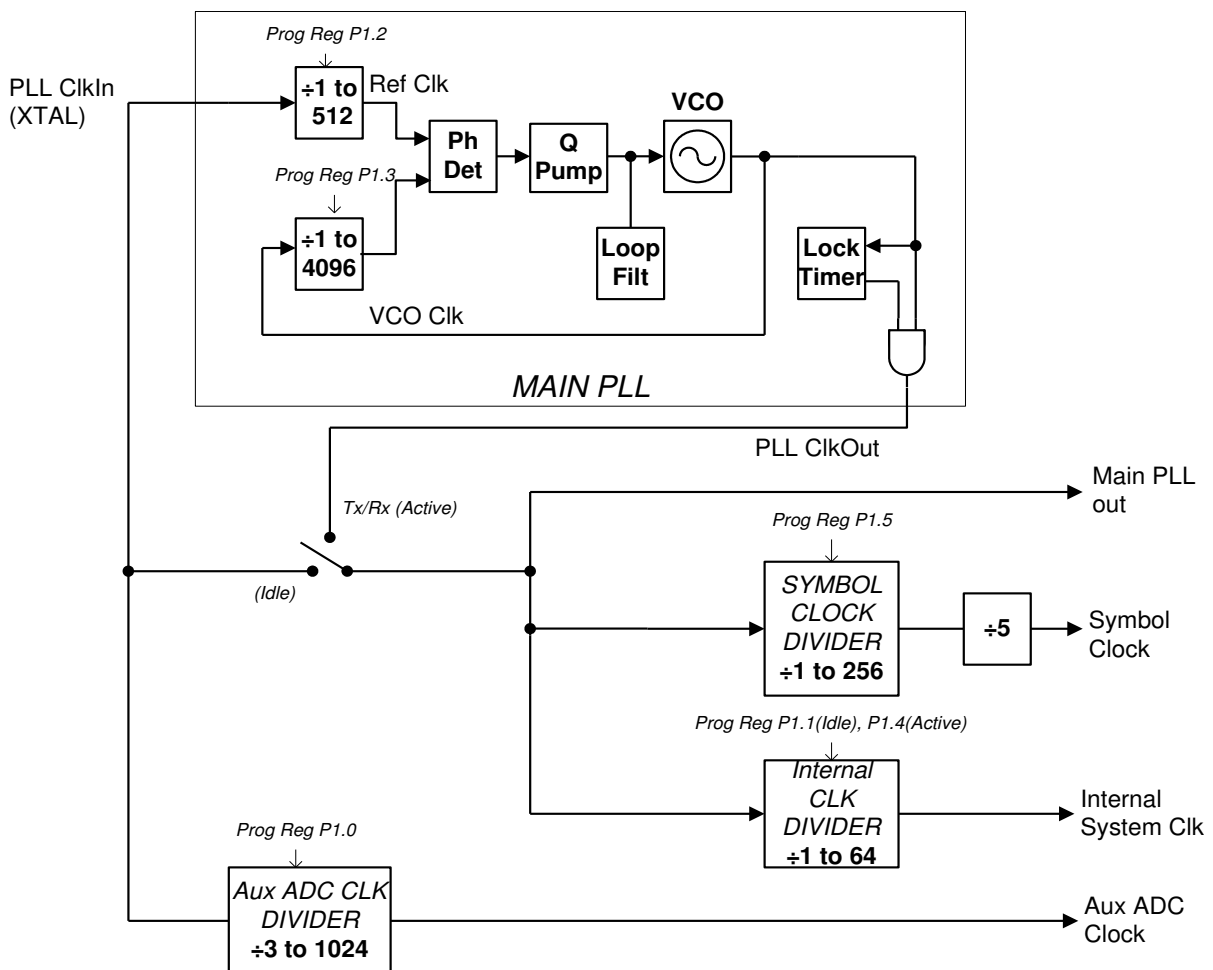 Prog Reg P1.2
PLL ClkIn
(XTAL)
÷1 to
512
Ref Clk
VCO
Ph
Det
Q
Pump
Prog Reg P1.3
÷1 to
4096
Loop
Filt
Lock
Timer
VCO Clk
MAIN PLL
PLL ClkOut
Main PLL
out
Tx/Rx (Active)
Prog Reg P1.5
(Idle)
SYMBOL
CLOCK
DIVIDER
÷1 to 256
÷5
Symbol
Clock
Prog Reg P1.1(Idle), P1.4(Active)
Internal
CLK
DIVIDER
÷1 to 64
Internal
System Clk
Prog Reg P1.0
Aux ADC CLK
DIVIDER
÷3 to 1024
Aux ADC
Clock